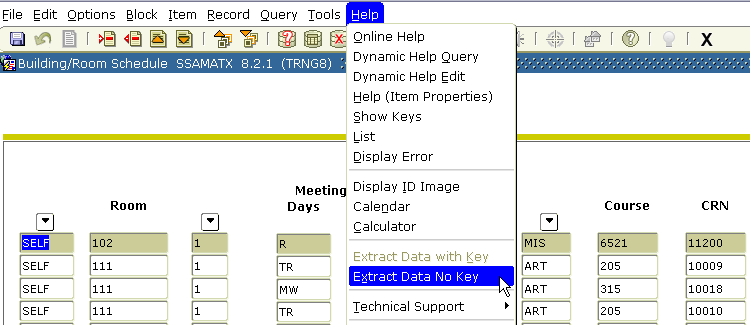 File Edit Options Block Item Record Query Tools Help
Building/Room Schedule SSAMATX 8.2.1 (TRNG8)
Online Help
Dynamic Help Query
Dynamic Help Edit
Help (Item Properties)
Show Keys
List
Display Error
Display ID Image
Calendar
Calculator
Extract Data with Key
Extract Data No Key
Technical Support
Room Meeting Days Course CRN
SELF 102 1 R MIS 6521 11200
SELF 111 1 TR ART 205 10009
SELF 111 1 MW ART 315 10018
SELF 111 1 TR ART 205 10010